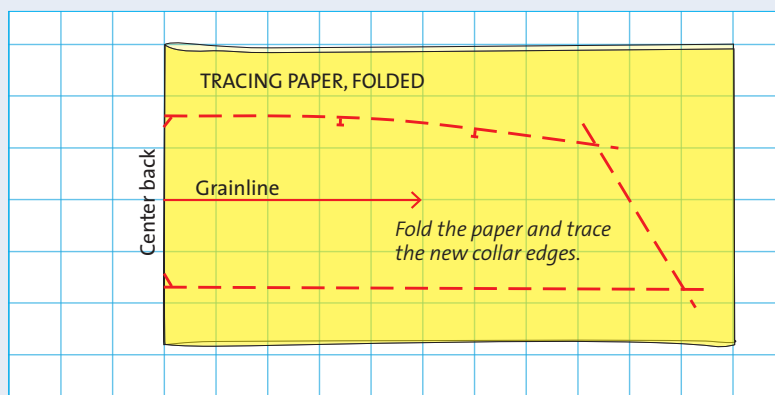 TRACING PAPER, FOLDED
Center back
Grainline
Fold the paper and trace
the new collar edges.